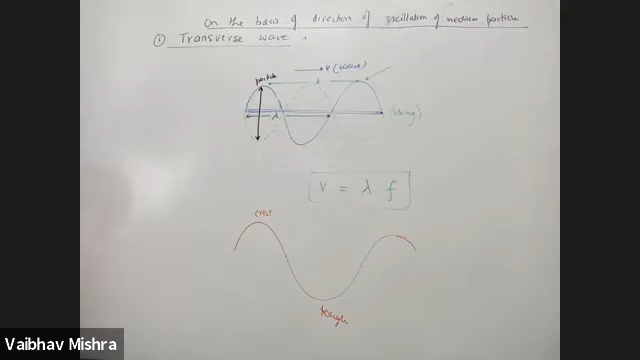 On the basis of direction of oscillation of medium particle
① Transverse wave .
particle
v (wave)
λ
λ
(string)
V = λ f
crest
trough
Vaibhav Mishra